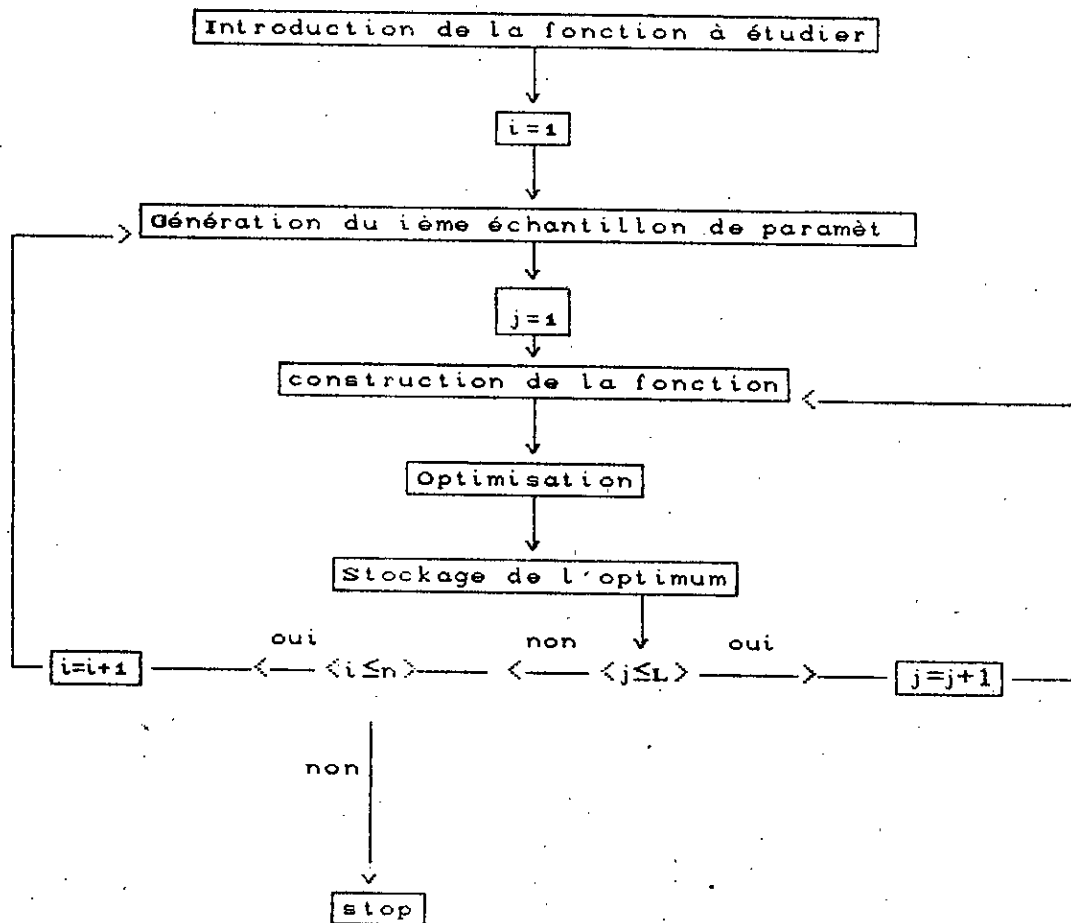 Introduction de la fonction à étudier
i=1
Génération du ième échantillon de paramèt
j=1
construction de la fonction
Optimisation
Stockage de l'optimum
oui non oui
i=i+1 <i≤n> <j≤L> j=j+1
non
stop